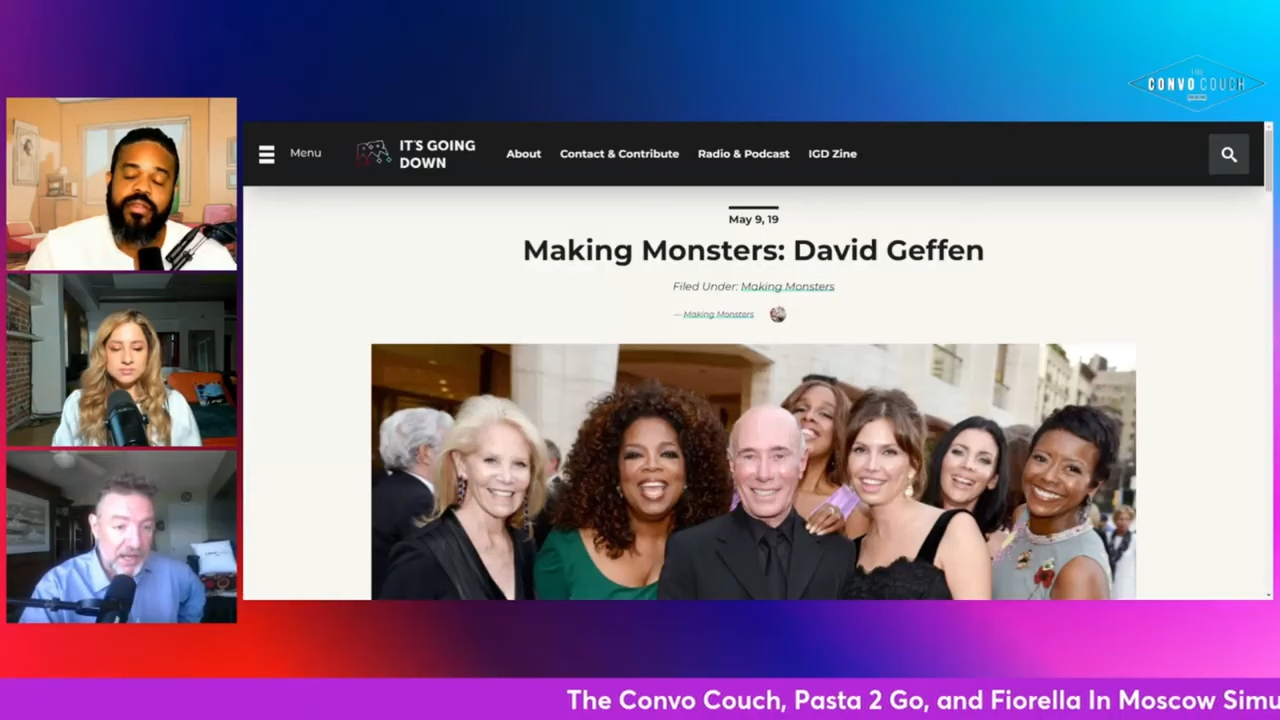 THE
CONVO COUCH
Menu
IT'S GOING
DOWN
About
Contact & Contribute
Radio & Podcast
IGD Zine
May 9, 19
Making Monsters: David Geffen
Filed Under: Making Monsters
— Making Monsters
The Convo Couch, Pasta 2 Go, and Fiorella In Moscow Simu